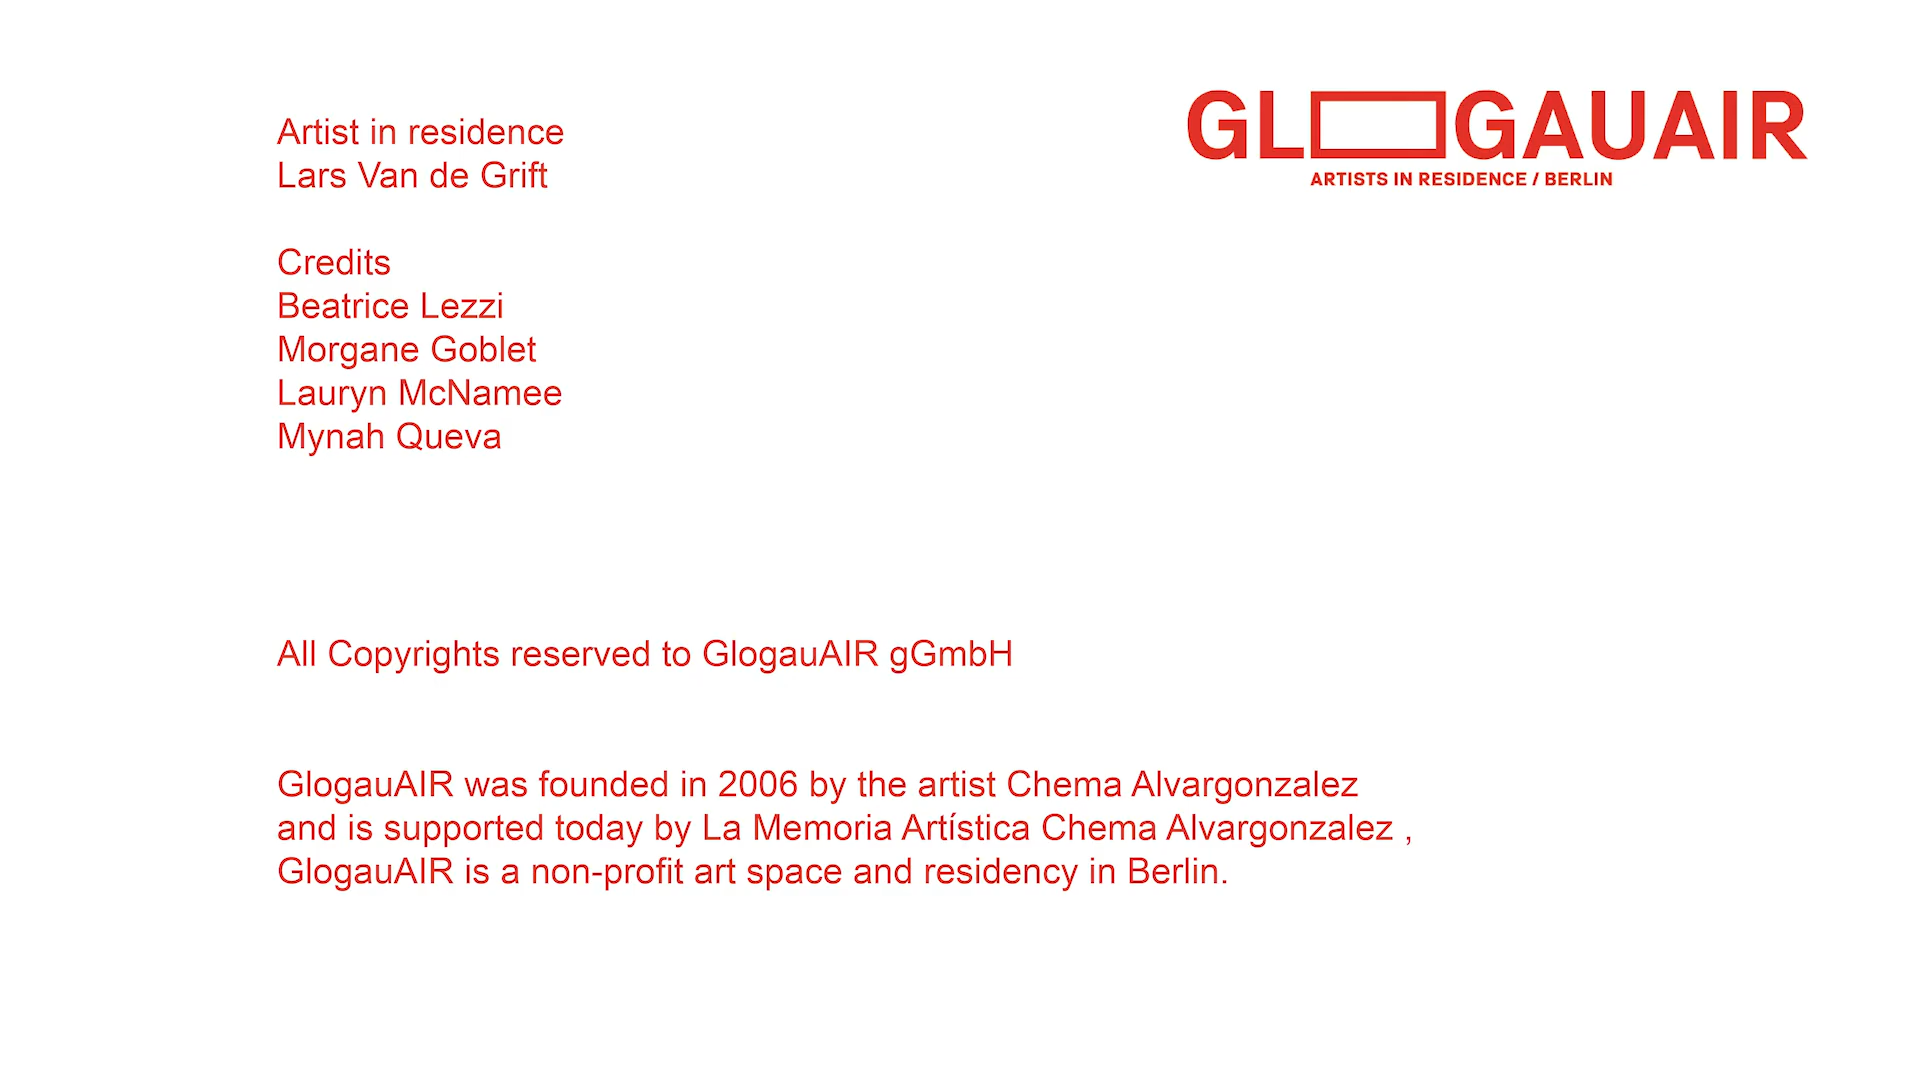 Artist in residence
Lars Van de Grift
Credits
Beatrice Lezzi
Morgane Goblet
Lauryn McNamee
Mynah Queva
All Copyrights reserved to GlogauAIR gGmbH
GlogauAIR was founded in 2006 by the artist Chema Alvargonzalez
and is supported today by La Memoria Artística Chema Alvargonzalez ,
GlogauAIR is a non-profit art space and residency in Berlin.
GLOGAUAIR
ARTISTS IN RESIDENCE / BERLIN